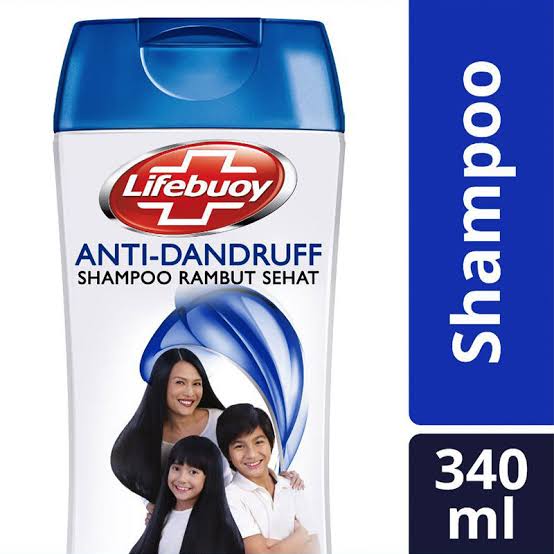 Lifebuoy
ANTI-DANDRUFF
SHAMPOO RAMBUT SEHAT
Shampoo
340
ml